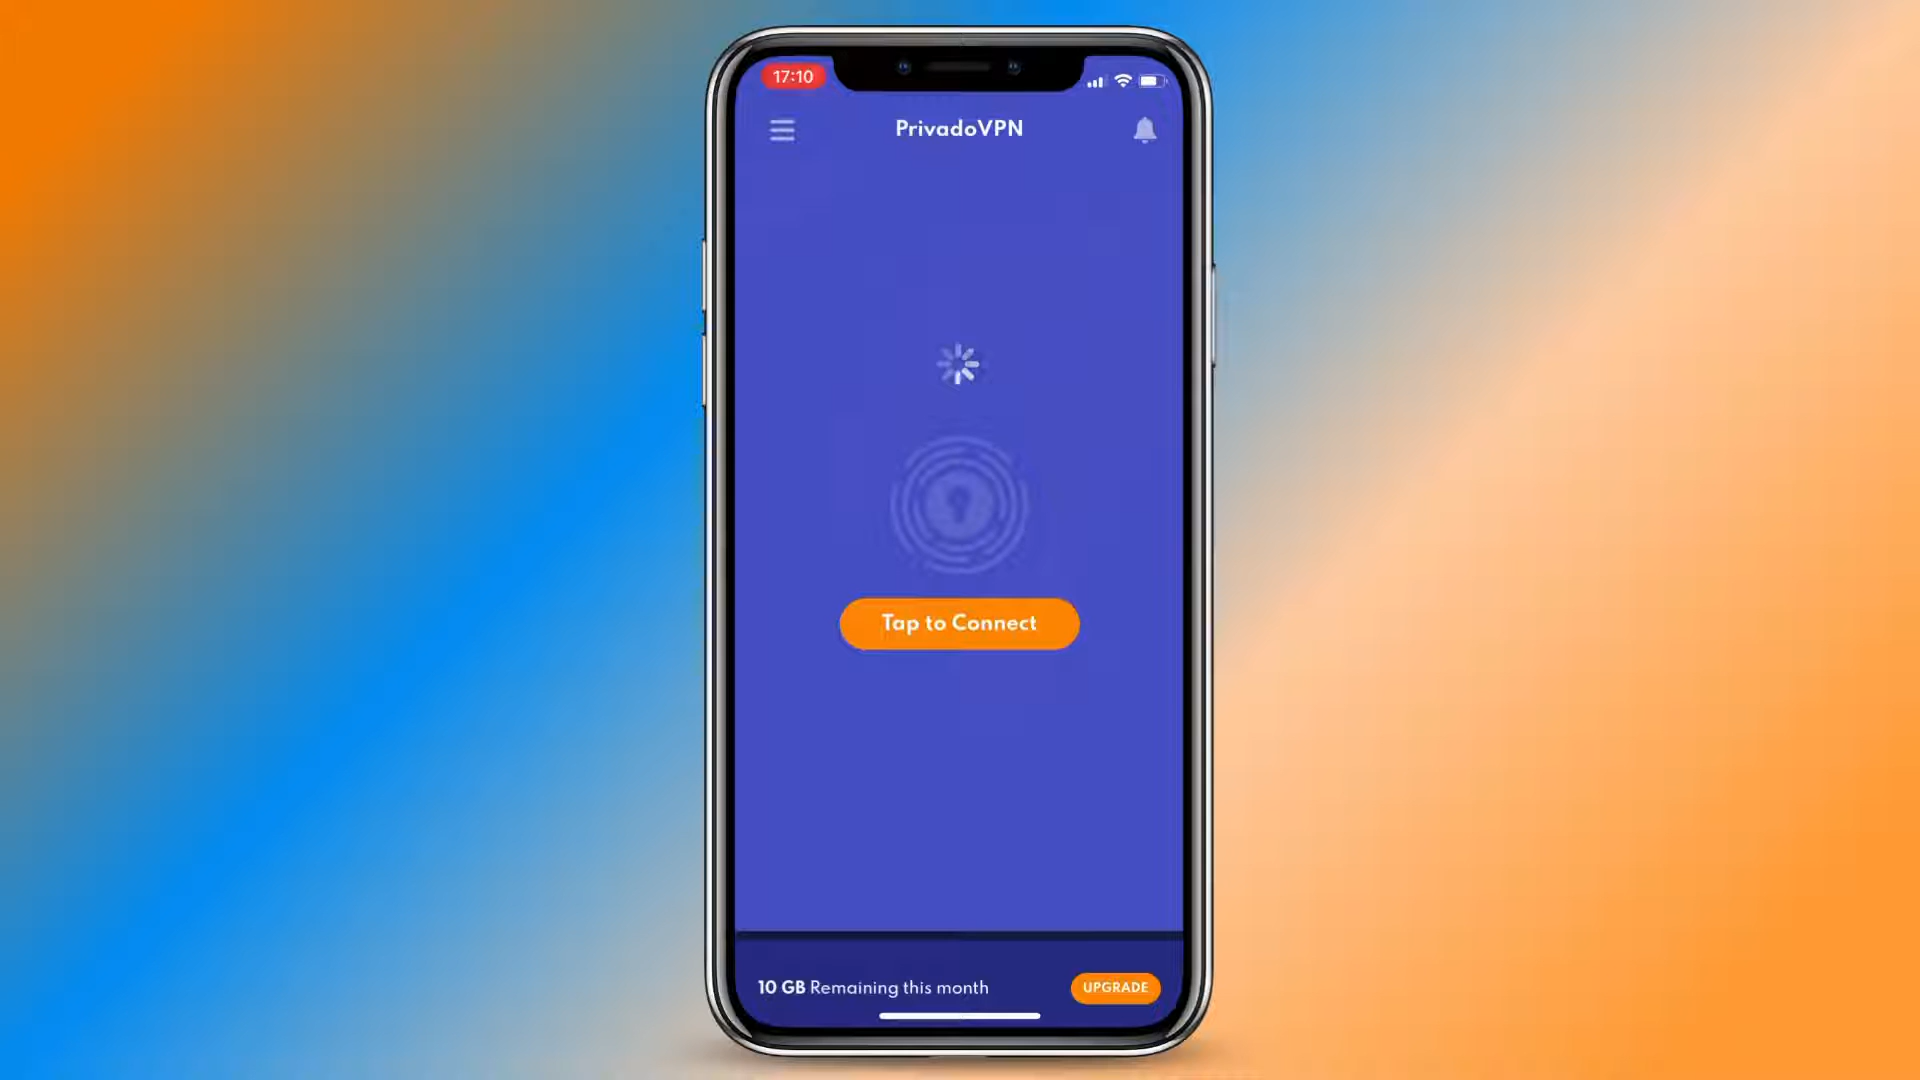 17:10
PrivadoVPN
Tap to Connect
10 GB Remaining this month
UPGRADE